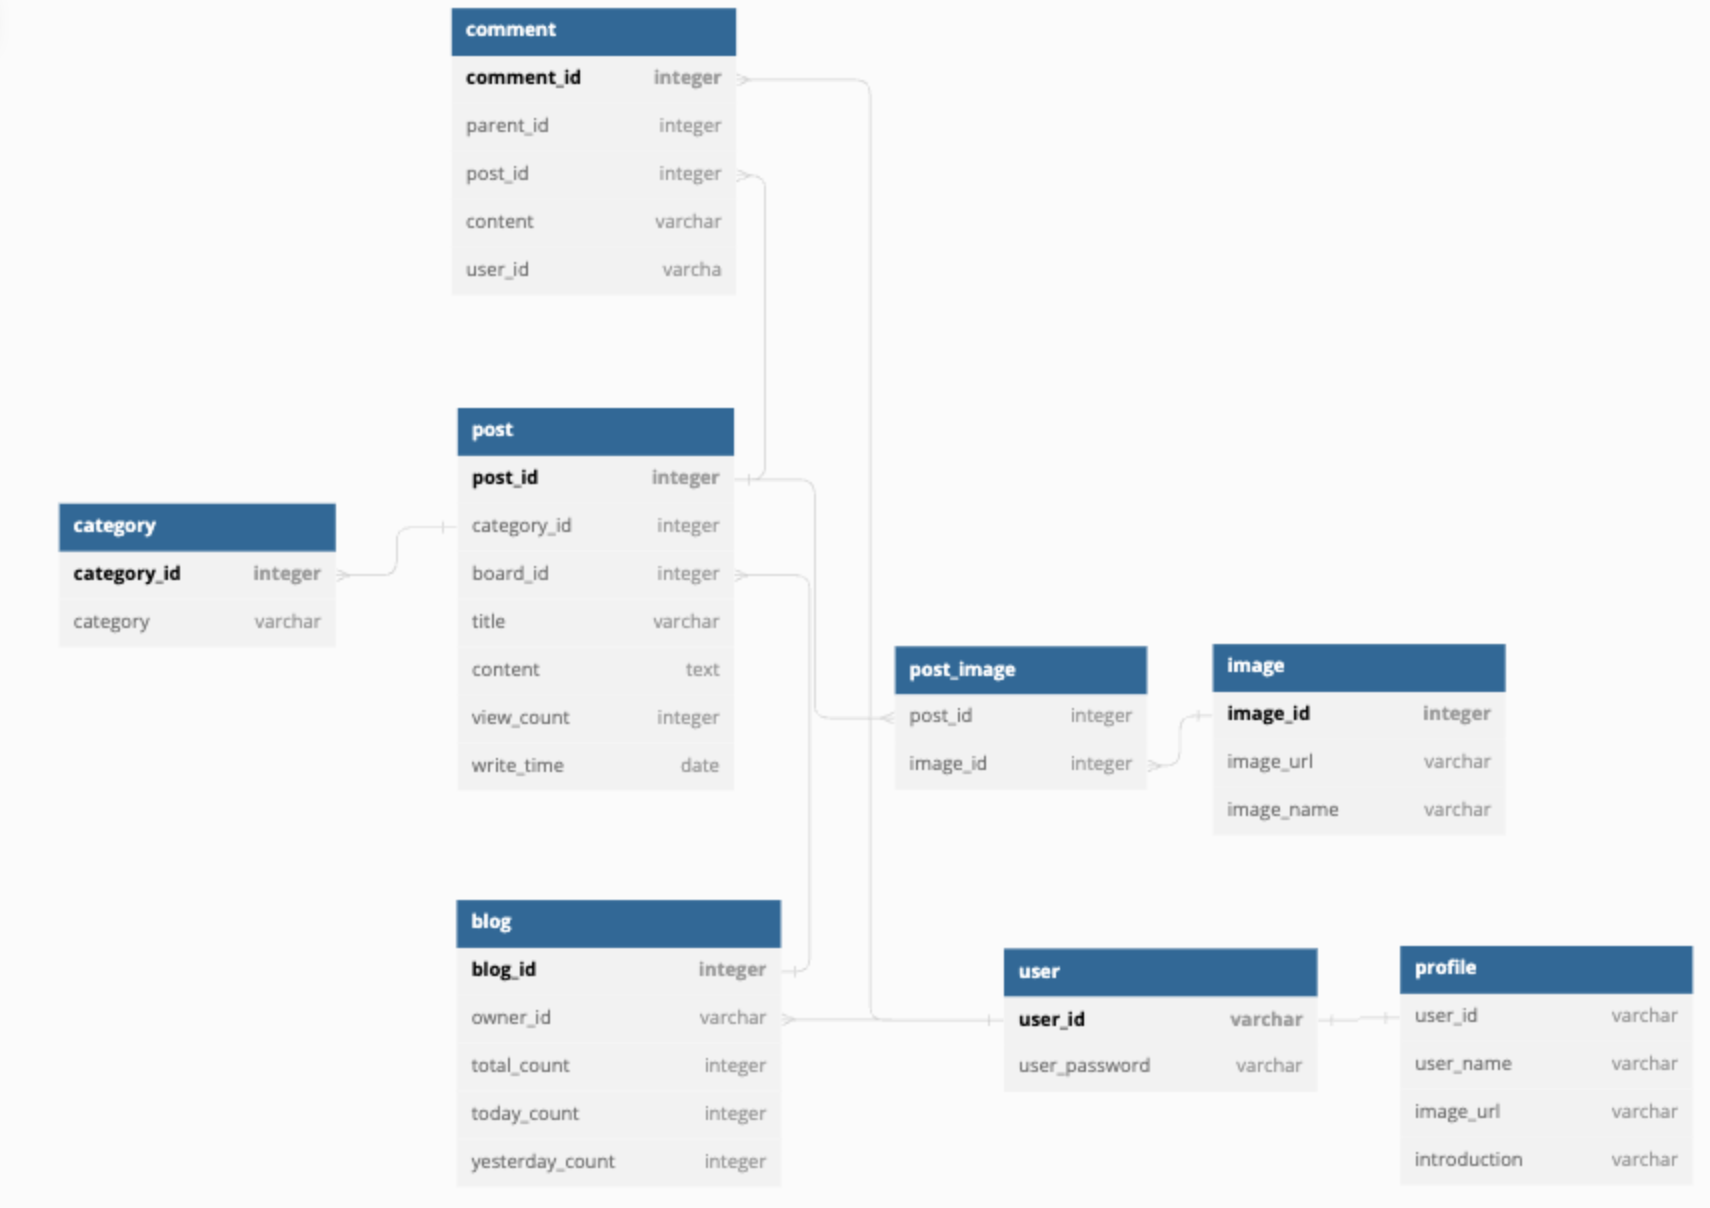 comment
comment_id integer
parent_id integer
post_id integer
content varchar
user_id varcha
post
post_id integer
category_id integer
board_id integer
title varchar
content text
view_count integer
write_time date
category
category_id integer
category varchar
post_image
post_id integer
image_id integer
image
image_id integer
image_url varchar
image_name varchar
blog
blog_id integer
owner_id varchar
total_count integer
today_count integer
yesterday_count integer
user
user_id varchar
user_password varchar
profile
user_id varchar
user_name varchar
image_url varchar
introduction varchar